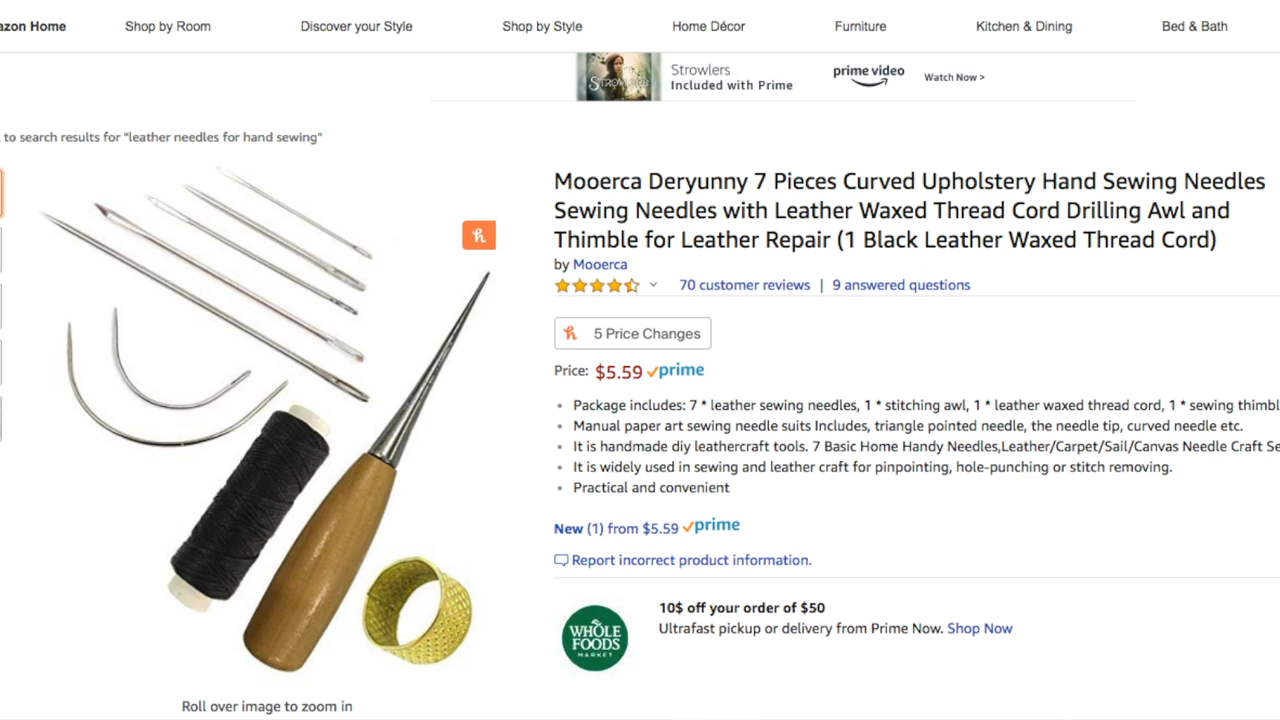 azon Home Shop by Room Discover your Style Shop by Style Home Décor Furniture Kitchen & Dining Bed & Bath
STROWLERS
Strowlers
Included with Prime
prime video
Watch Now >
to search results for "leather needles for hand sewing"
Mooerca Deryunny 7 Pieces Curved Upholstery Hand Sewing Needles
Sewing Needles with Leather Waxed Thread Cord Drilling Awl and
Thimble for Leather Repair (1 Black Leather Waxed Thread Cord)
by Mooerca
70 customer reviews | 9 answered questions
h 5 Price Changes
Price: $5.59 prime
• Package includes: 7 * leather sewing needles, 1 * stitching awl, 1 * leather waxed thread cord, 1 * sewing thimbl
• Manual paper art sewing needle suits Includes, triangle pointed needle, the needle tip, curved needle etc.
• It is handmade diy leathercraft tools. 7 Basic Home Handy Needles,Leather/Carpet/Sail/Canvas Needle Craft Se
• It is widely used in sewing and leather craft for pinpointing, hole-punching or stitch removing.
• Practical and convenient
New (1) from $5.59 prime
Report incorrect product information.
WHOLE
FOODS
MARKET
10$ off your order of $50
Ultrafast pickup or delivery from Prime Now. Shop Now
Roll over image to zoom in